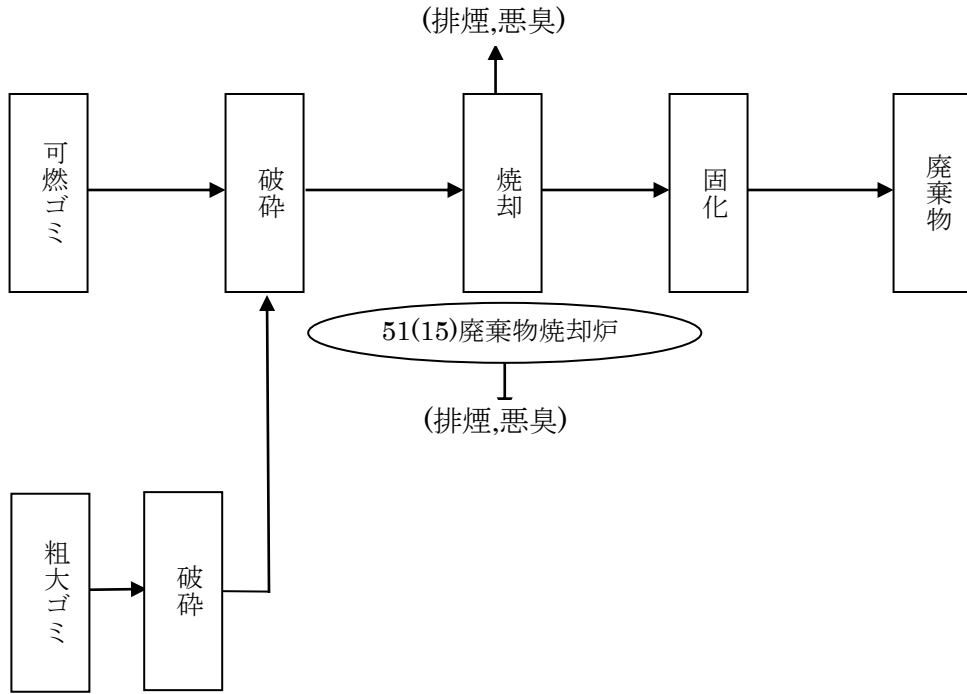 (排煙,悪臭)
可燃ゴミ
破砕
焼却
固化
廃棄物
51(15)廃棄物焼却炉
(排煙,悪臭)
粗大ゴミ
破砕